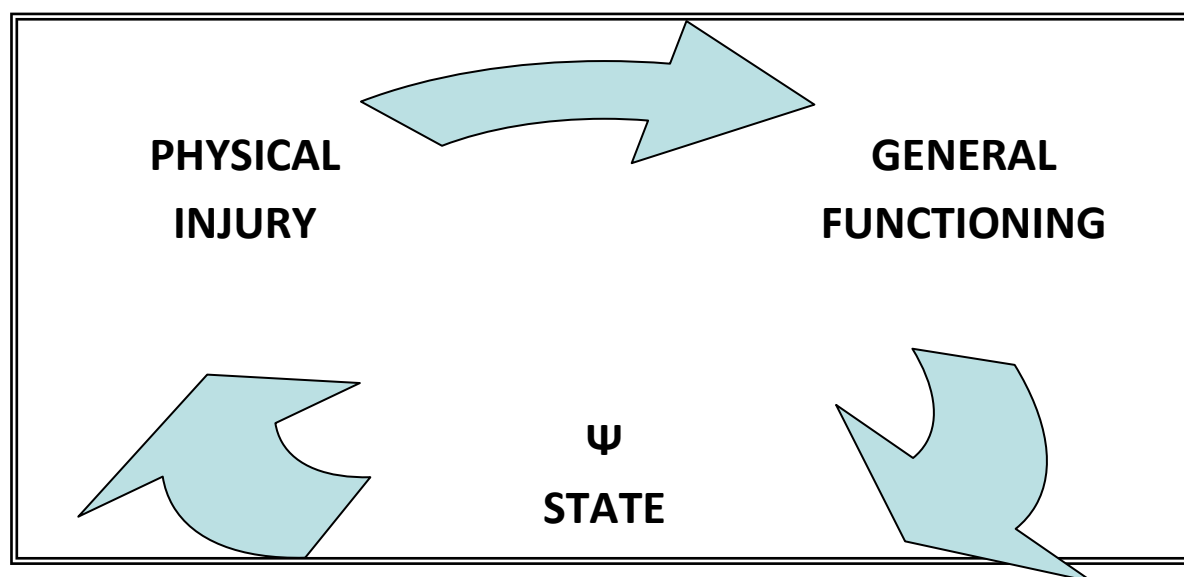 PHYSICAL
INJURY
GENERAL
FUNCTIONING
Ψ
STATE